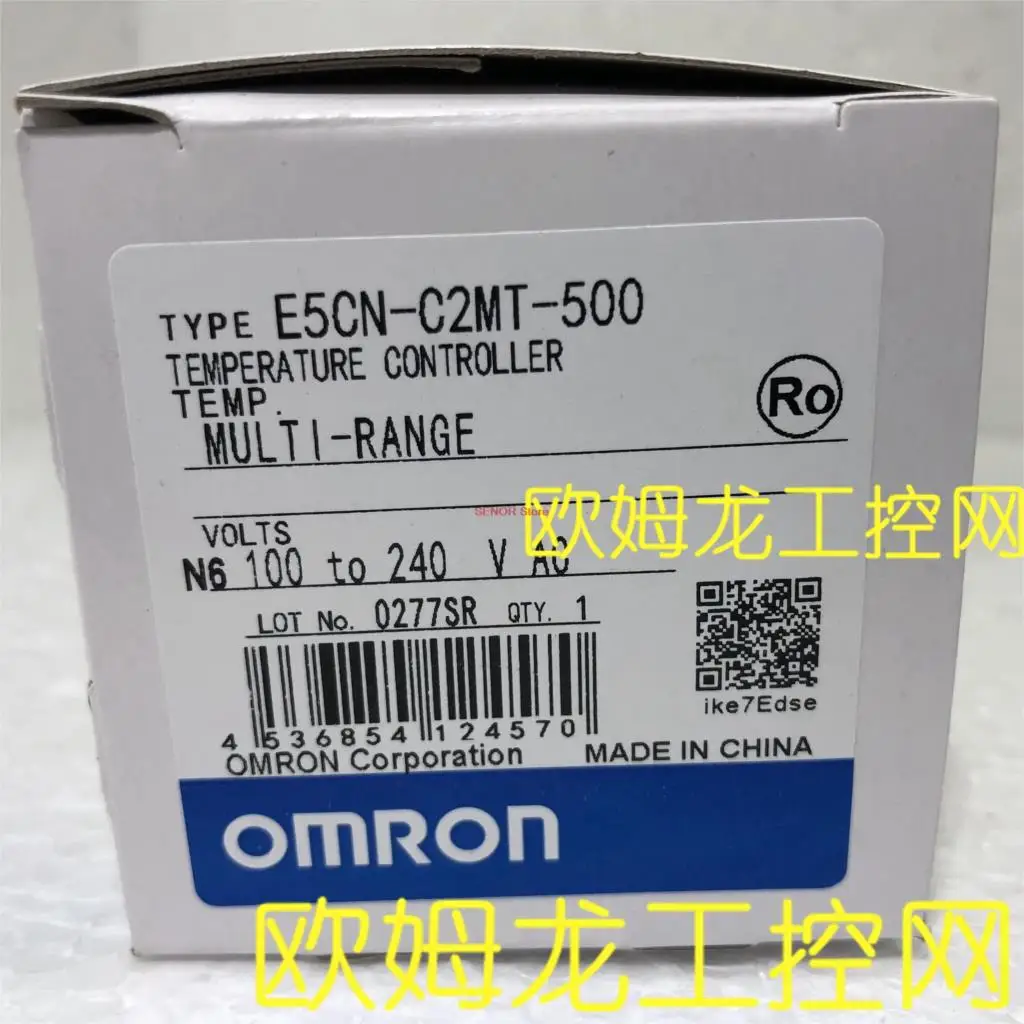 TYPE E5CN-C2MT-500
TEMPERATURE CONTROLLER
TEMP.
MULTI-RANGE
Ro
欧姆龙工控网
SENOR Store
VOLTS
N6 100 to 240 V AC
LOT No. 0277SR QTY. 1
ike7Edse
4 536854 124570
OMRON Corporation MADE IN CHINA
OMRON
欧姆龙工控网